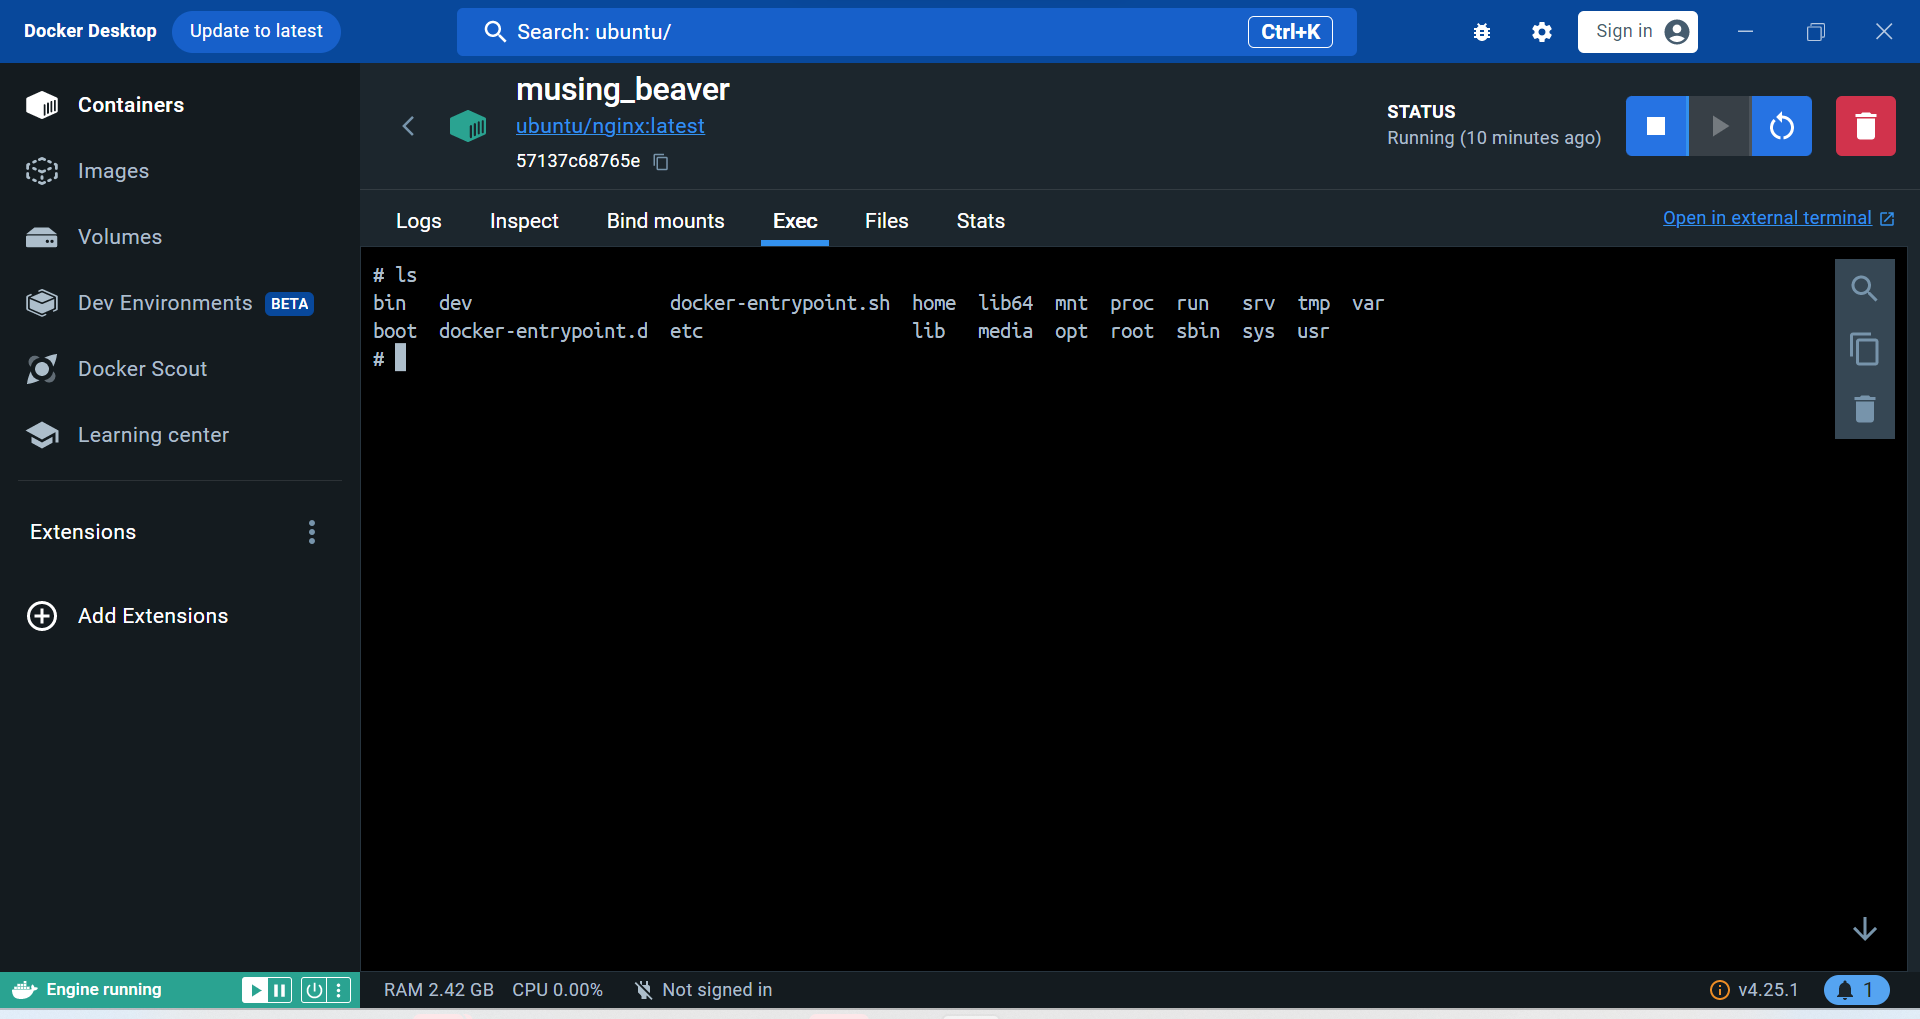 Docker Desktop
Update to latest
Search: ubuntu/
Ctrl+K
Sign in
Containers
Images
Volumes
Dev Environments BETA
Docker Scout
Learning center
Extensions
Add Extensions
musing_beaver
ubuntu/nginx:latest
57137c68765e
STATUS
Running (10 minutes ago)
Logs
Inspect
Bind mounts
Exec
Files
Stats
Open in external terminal
# ls
bin   dev                  docker-entrypoint.sh  home  lib64  mnt  proc  run   srv  tmp  var
boot  docker-entrypoint.d  etc                   lib   media  opt  root  sbin  sys  usr
#
Engine running
RAM 2.42 GB
CPU 0.00%
Not signed in
v4.25.1
1